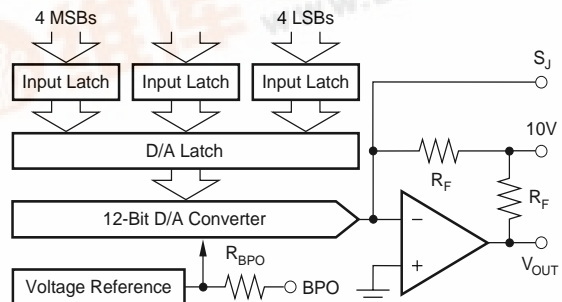 4 MSBs
4 LSBs
Input Latch
Input Latch
Input Latch
S_J
10V
D/A Latch
R_F
R_F
12-Bit D/A Converter
−
+
V_OUT
R_BPO
Voltage Reference
BPO